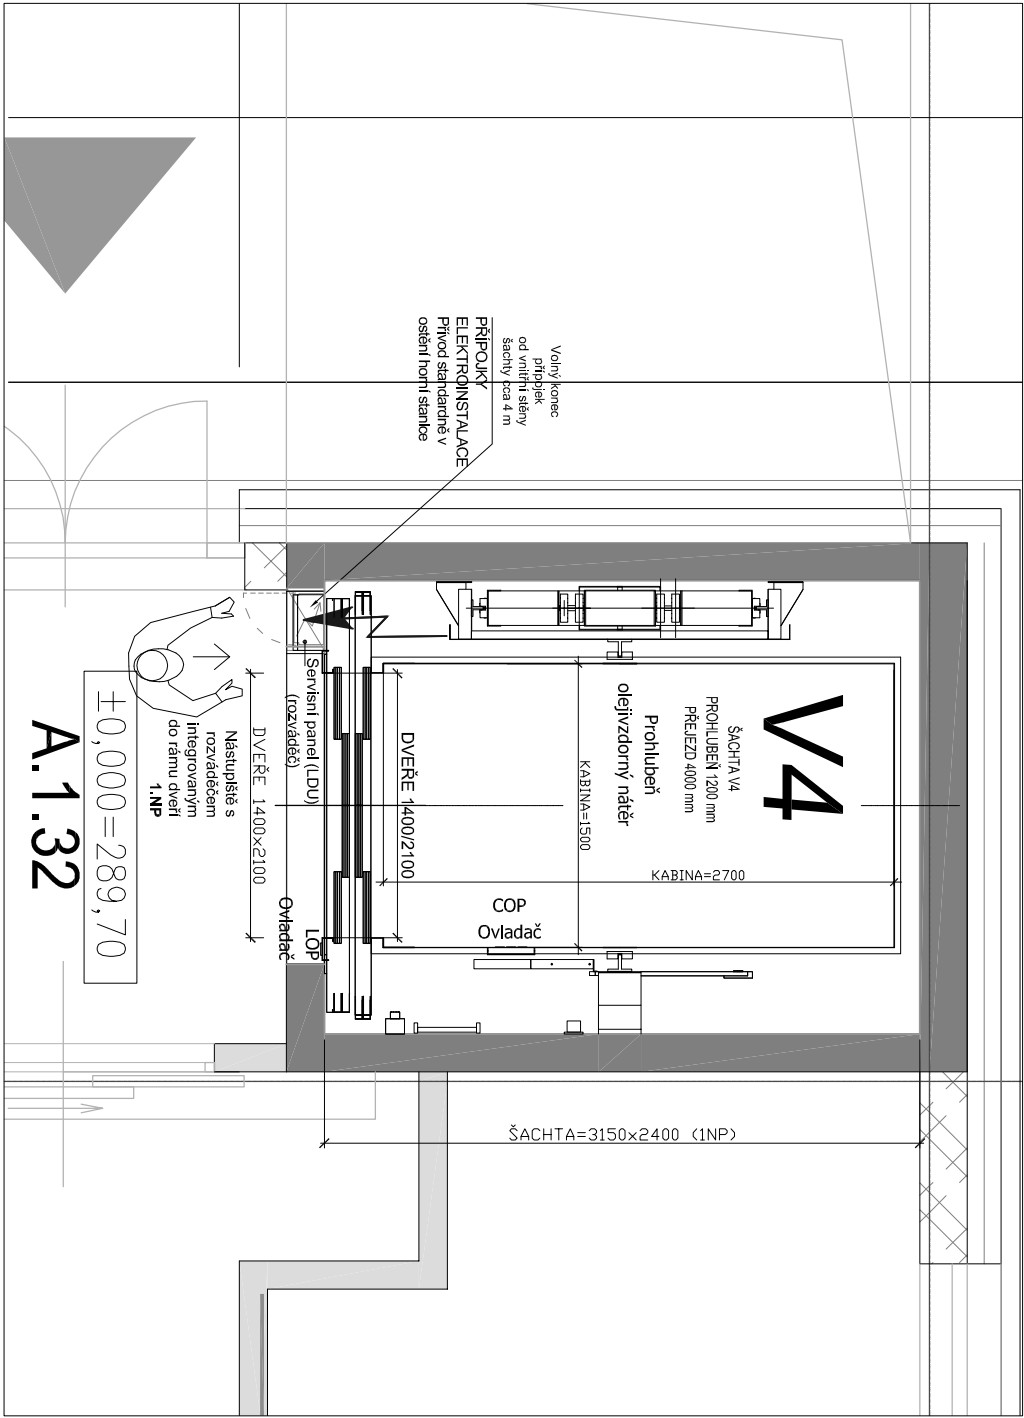 Volný konec
přípojek
od vnitřní stěny
šachty cca 4 m
PŘÍPOJKY
ELEKTROINSTALACE
Přívod standardně v
ostění horní stanice
V4
ŠACHTA V4
PROHLUBEŇ 1200 mm
PŘEJEZD 4000 mm
Prohlubeň
olejivzdorný nátěr
KABINA=1500
KABINA=2700
COP
Ovladač
DVEŘE 1400/2100
Servisní panel (LDU)
(rozváděč)
LOP
Ovladač
DVEŘE 1400x2100
Nástupiště s
rozváděčem
integrovaným
do rámu dveří
1.NP
±0,000=289,70
A.1.32
ŠACHTA=3150x2400 (1NP)